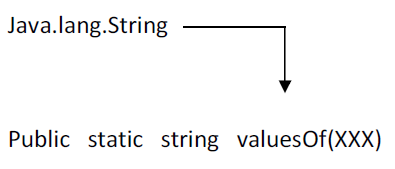 Java.lang.String
Public static string valuesOf(XXX)